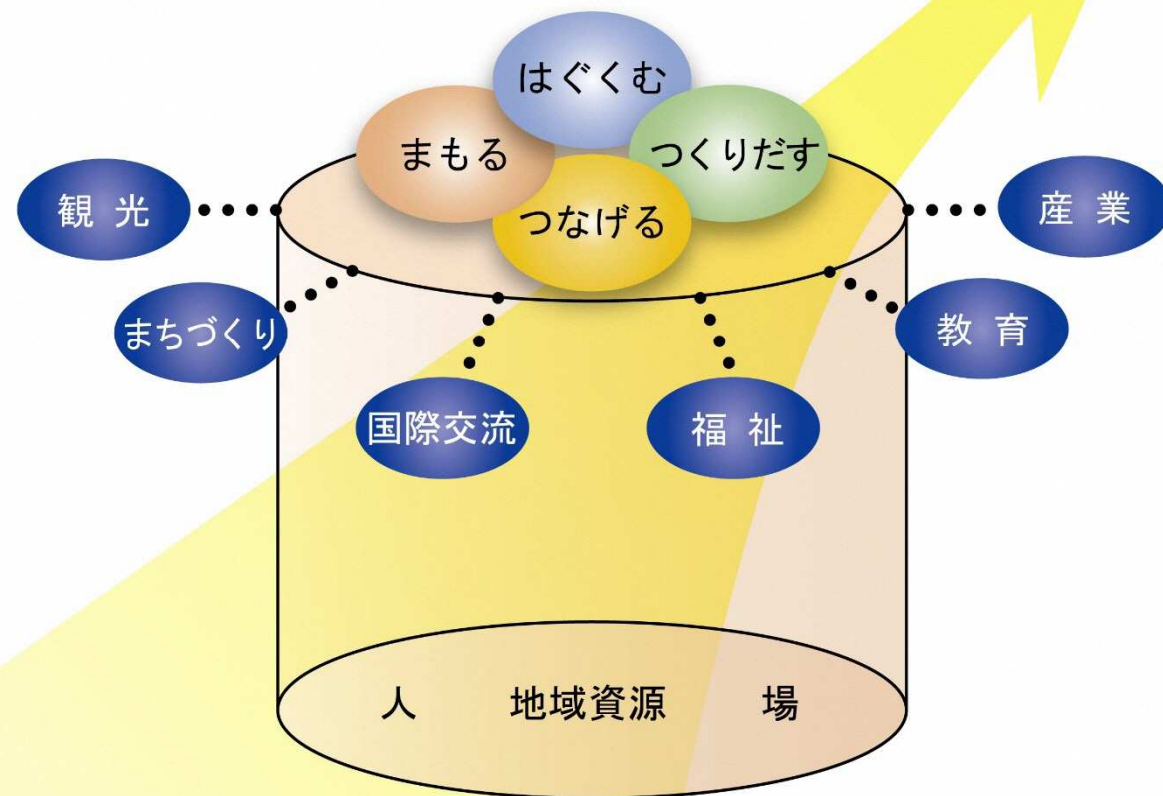 はぐくむ
まもる
つくりだす
つなげる
観光
産業
まちづくり
教育
国際交流
福祉
人 地域資源 場